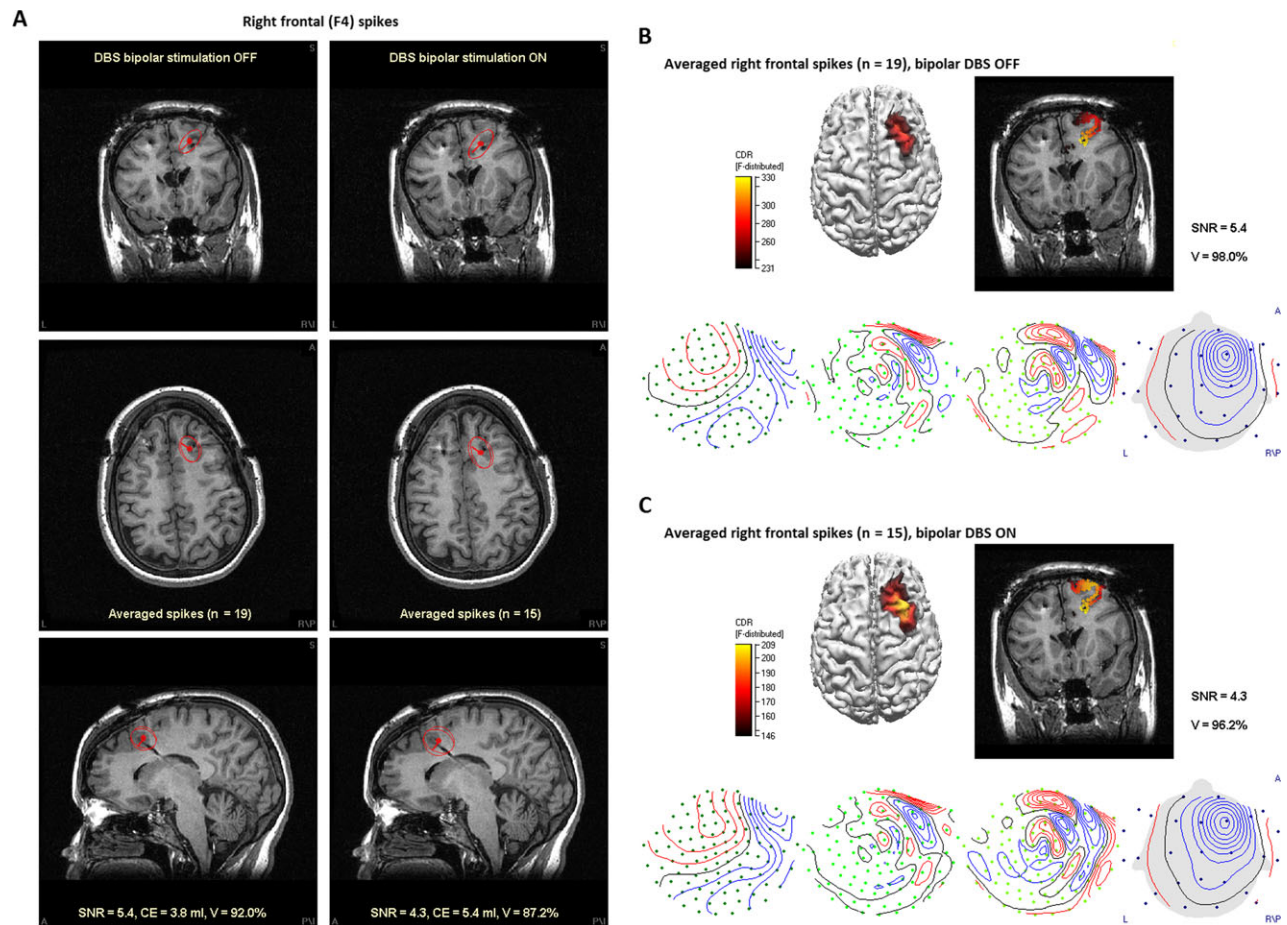 A
Right frontal (F4) spikes
DBS bipolar stimulation OFF
S
L
R\I
DBS bipolar stimulation ON
S
L
R\I
A
Averaged spikes (n = 19)
L
R\P
A
Averaged spikes (n = 15)
L
R\P
S
SNR = 5.4, CE = 3.8 ml, V = 92.0%
A
P\I
S
SNR = 4.3, CE = 5.4 ml, V = 87.2%
A
P\I
B
Averaged right frontal spikes (n = 19), bipolar DBS OFF
CDR
[F-distributed]
330
300
280
260
231
SNR = 5.4
V = 98.0%
A
L
R\P
C
Averaged right frontal spikes (n = 15), bipolar DBS ON
CDR
[F-distributed]
209
200
190
180
170
160
146
SNR = 4.3
V = 96.2%
A
L
R\P